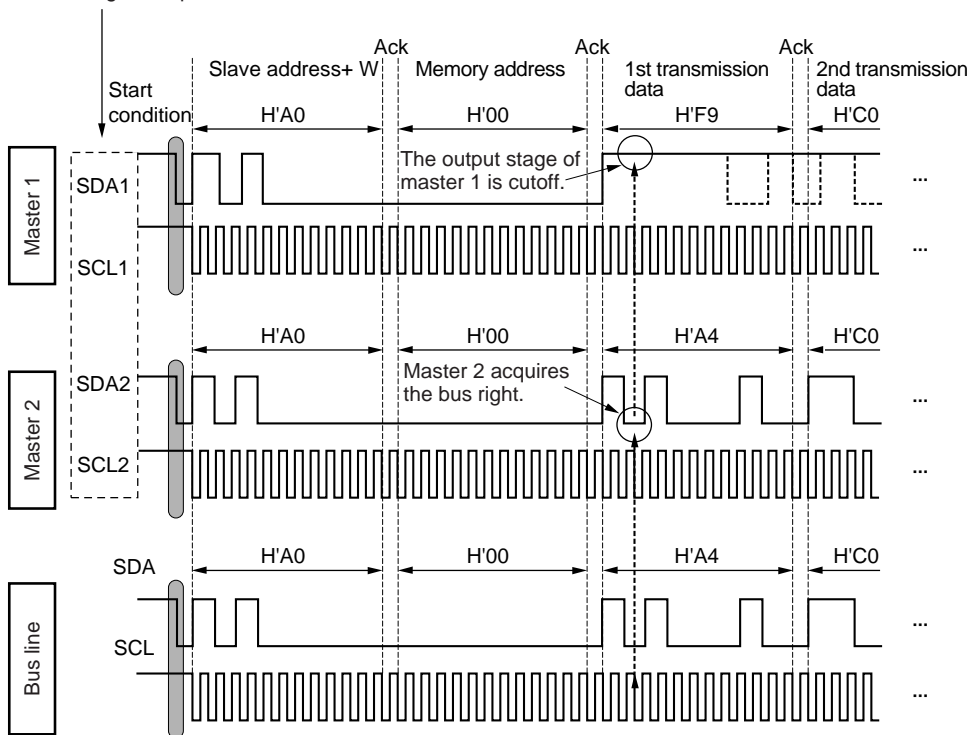 Ack
Ack
Ack
Slave address+ W
Memory address
1st transmission
data
2nd transmission
data
Start
condition
H'A0
H'00
H'F9
H'C0
Master 1
SDA1
SCL1
The output stage of
master 1 is cutoff.
...
...
H'A0
H'00
H'A4
H'C0
Master 2
SDA2
SCL2
Master 2 acquires
the bus right.
...
...
H'A0
H'00
H'A4
H'C0
Bus line
SDA
SCL
...
...